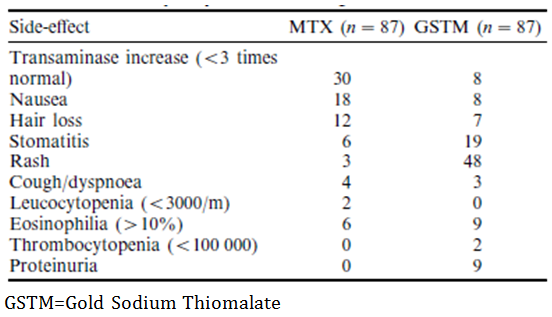 Side-effect MTX (n = 87) GSTM (n = 87)
Transaminase increase (<3 times
normal) 30 8
Nausea 18 8
Hair loss 12 7
Stomatitis 6 19
Rash 3 48
Cough/dyspnoea 4 3
Leucocytopenia (<3000/m) 2 0
Eosinophilia (>10%) 6 9
Thrombocytopenia (<100 000) 0 2
Proteinuria 0 9
GSTM=Gold Sodium Thiomalate